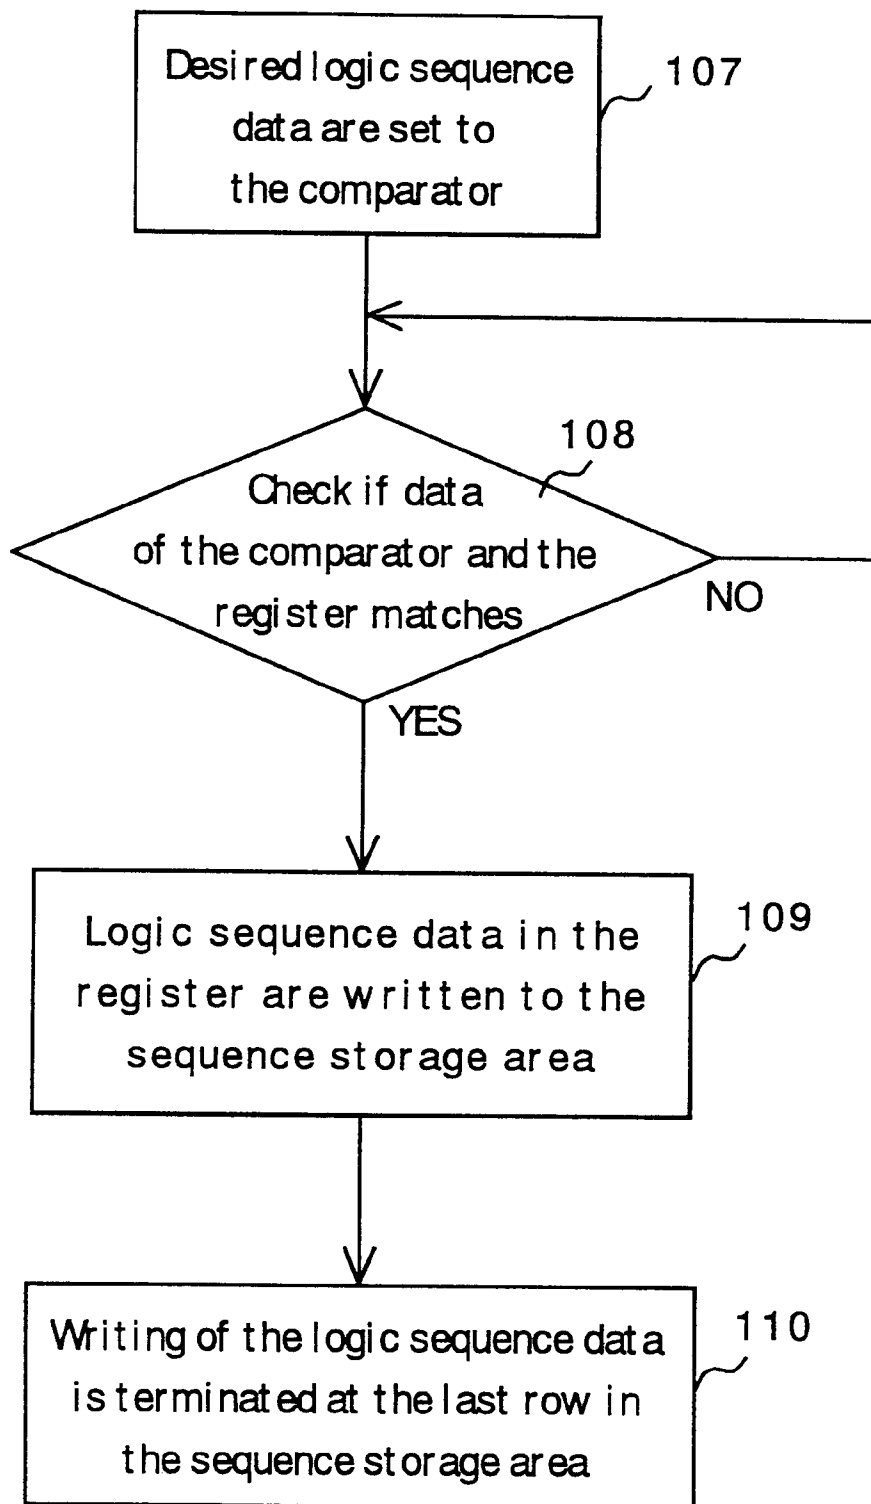 Desired logic sequence
107
data are set to
the comparator
108
Check if data
of the comparator and the
register matches
NO
YES
Logic sequence data in the
109
register are written to the
sequence storage area
Writing of the logic sequence data
110
is terminated at the last row in
the sequence storage area